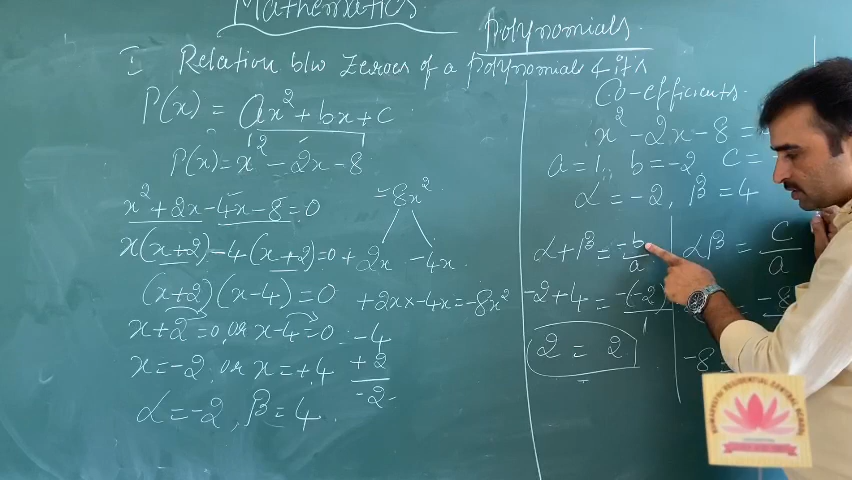 Mathematics
Polynomials.
I Relation b/w Zeroes of a polynomials & it's
Co-efficients.
P(x) = ax² + bx + c
P(x) = x² - 2x - 8
x² + 2x - 4x - 8 = 0
x(x+2) - 4(x+2) = 0
(x+2)(x-4) = 0
x+2 = 0, or x-4 = 0
x = -2, or x = +4
α = -2, β = 4.
= 8x²
+ 2x -4x
+2x × -4x = -8x²
-4
+2
-2
x² - 2x - 8 =
a = 1, b = -2 c =
α = -2, β = 4
α + β = -b/a
-2 + 4 = -(-2)/1
2 = 2
αβ = c/a
= -8
-8 =